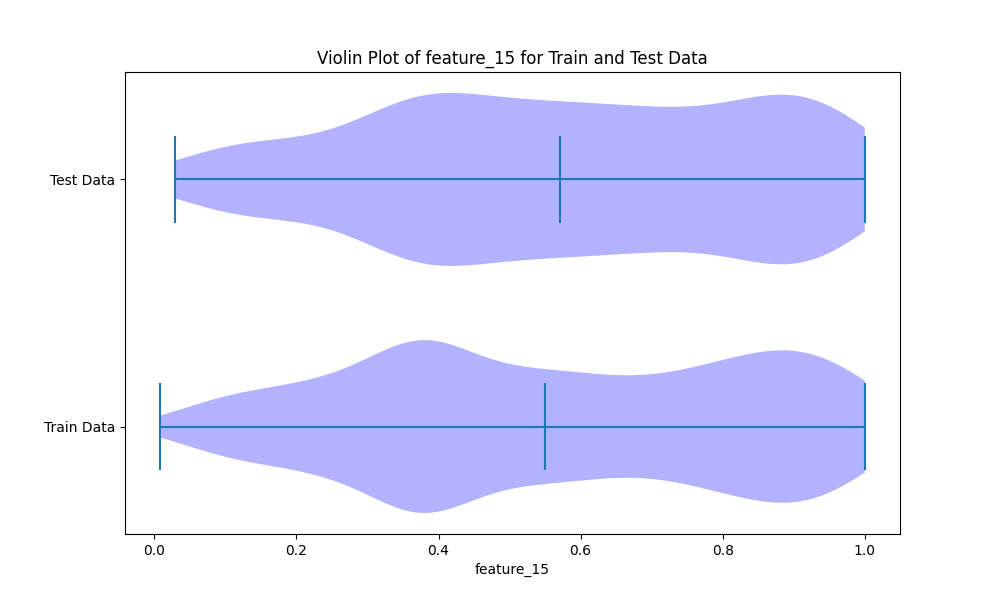 Violin Plot of feature_15 for Train and Test Data
Test Data
Train Data
0.0 0.2 0.4 0.6 0.8 1.0
feature_15